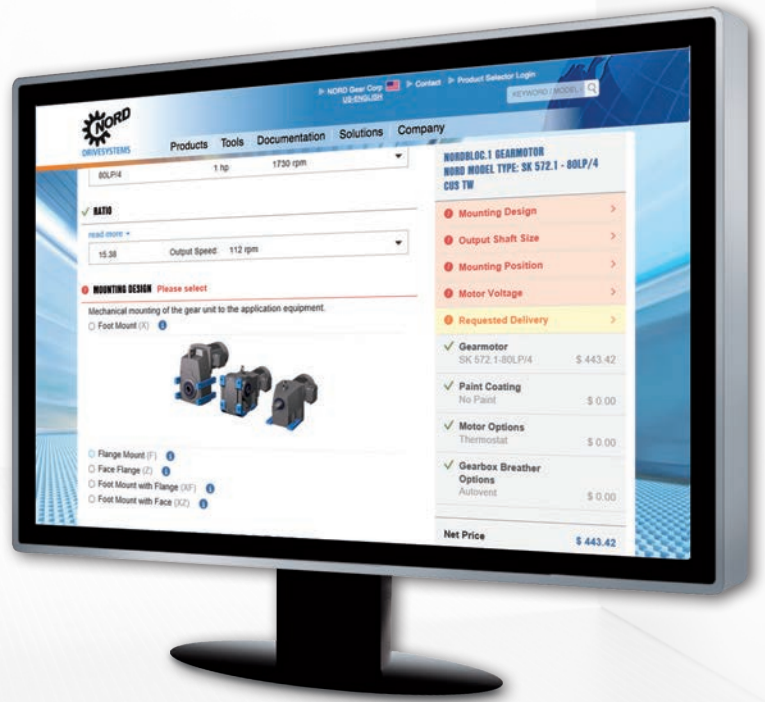 NORD Gear Corp
Contact
Product Selector Login
US-ENGLISH
KEYWORD / MODEL
NORD
DRIVESYSTEMS
Products Tools Documentation Solutions Company
80LP/4 1 hp 1730 rpm
RATIO
read more
15.38 Output Speed: 112 rpm
MOUNTING DESIGN Please select
Mechanical mounting of the gear unit to the application equipment.
Foot Mount (X)
Flange Mount (F)
Face Flange (Z)
Foot Mount with Flange (XF)
Foot Mount with Face (XZ)
NORDBLOC.1 GEARMOTOR
NORD MODEL TYPE: SK 572.1 - 80LP/4
CUS TW
Mounting Design
Output Shaft Size
Mounting Position
Motor Voltage
Requested Delivery
Gearmotor
SK 572.1-80LP/4 $ 443.42
Paint Coating
No Paint $ 0.00
Motor Options
Thermostat $ 0.00
Gearbox Breather
Options
Autovent $ 0.00
Net Price $ 443.42